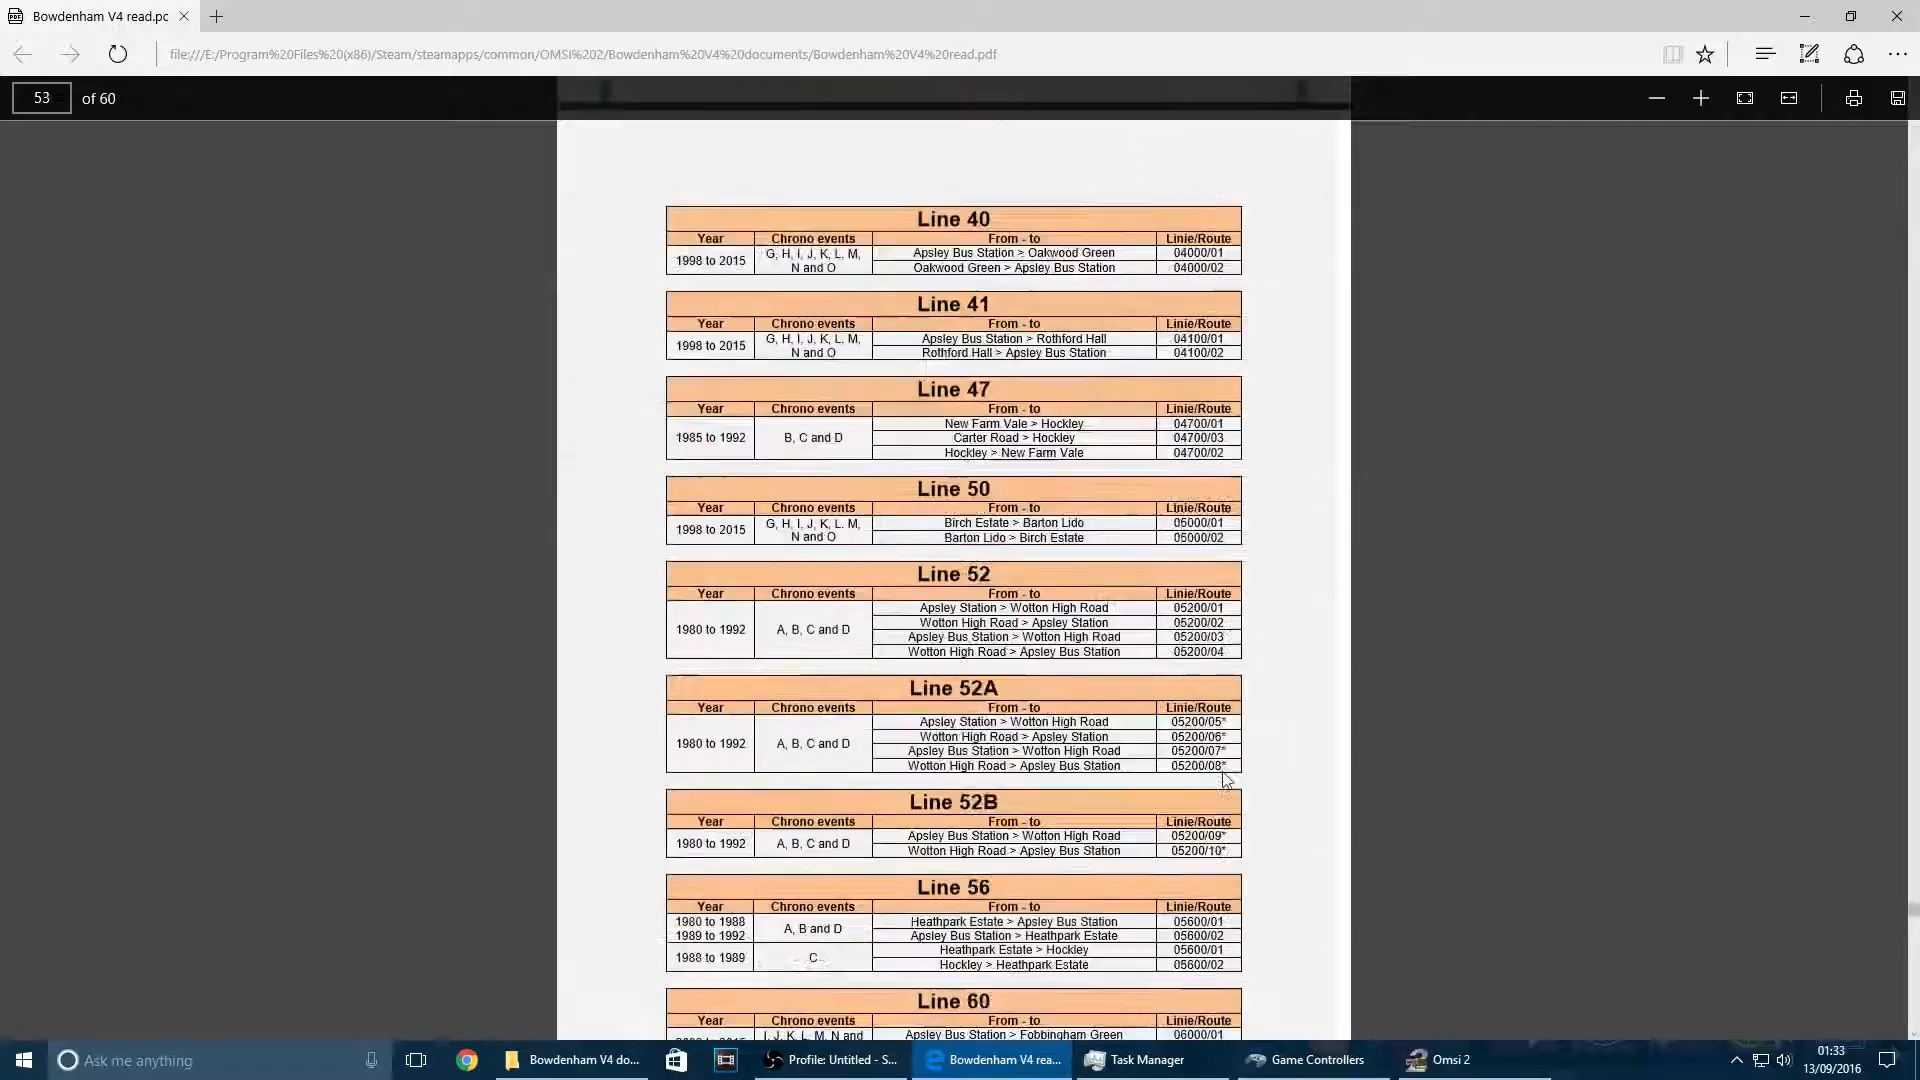 Bowdenham V4 read.pc
file:///E:/Program%20Files%20(x86)/Steam/steamapps/common/OMSI%202/Bowdenham%20V4%20documents/Bowdenham%20V4%20read.pdf
53 of 60
Line 40
Year Chrono events From - to Linie/Route
1998 to 2015 G, H, I, J, K, L, M, N and O
Apsley Bus Station > Oakwood Green 04000/01
Oakwood Green > Apsley Bus Station 04000/02
Line 41
Year Chrono events From - to Linie/Route
1998 to 2015 G, H, I, J, K, L, M, N and O
Apsley Bus Station > Rothford Hall 04100/01
Rothford Hall > Apsley Bus Station 04100/02
Line 47
Year Chrono events From - to Linie/Route
1985 to 1992 B, C and D
New Farm Vale > Hockley 04700/01
Carter Road > Hockley 04700/03
Hockley > New Farm Vale 04700/02
Line 50
Year Chrono events From - to Linie/Route
1998 to 2015 G, H, I, J, K, L, M, N and O
Birch Estate > Barton Lido 05000/01
Barton Lido > Birch Estate 05000/02
Line 52
Year Chrono events From - to Linie/Route
1980 to 1992 A, B, C and D
Apsley Station > Wotton High Road 05200/01
Wotton High Road > Apsley Station 05200/02
Apsley Bus Station > Wotton High Road 05200/03
Wotton High Road > Apsley Bus Station 05200/04
Line 52A
Year Chrono events From - to Linie/Route
1980 to 1992 A, B, C and D
Apsley Station > Wotton High Road 05200/05*
Wotton High Road > Apsley Station 05200/06*
Apsley Bus Station > Wotton High Road 05200/07*
Wotton High Road > Apsley Bus Station 05200/08*
Line 52B
Year Chrono events From - to Linie/Route
1980 to 1992 A, B, C and D
Apsley Bus Station > Wotton High Road 05200/09*
Wotton High Road > Apsley Bus Station 05200/10*
Line 56
Year Chrono events From - to Linie/Route
1980 to 1988
1989 to 1992 A, B and D
Heathpark Estate > Apsley Bus Station 05600/01
Apsley Bus Station > Heathpark Estate 05600/02
1988 to 1989 C
Heathpark Estate > Hockley 05600/01
Hockley > Heathpark Estate 05600/02
Line 60
Year Chrono events From - to Linie/Route
I, J, K, L, M, N and Apsley Bus Station > Fobbingham Green 06000/01
Ask me anything
Bowdenham V4 do...
Profile: Untitled - S...
Bowdenham V4 rea...
Task Manager
Game Controllers
Omsi 2
01:33
13/09/2016